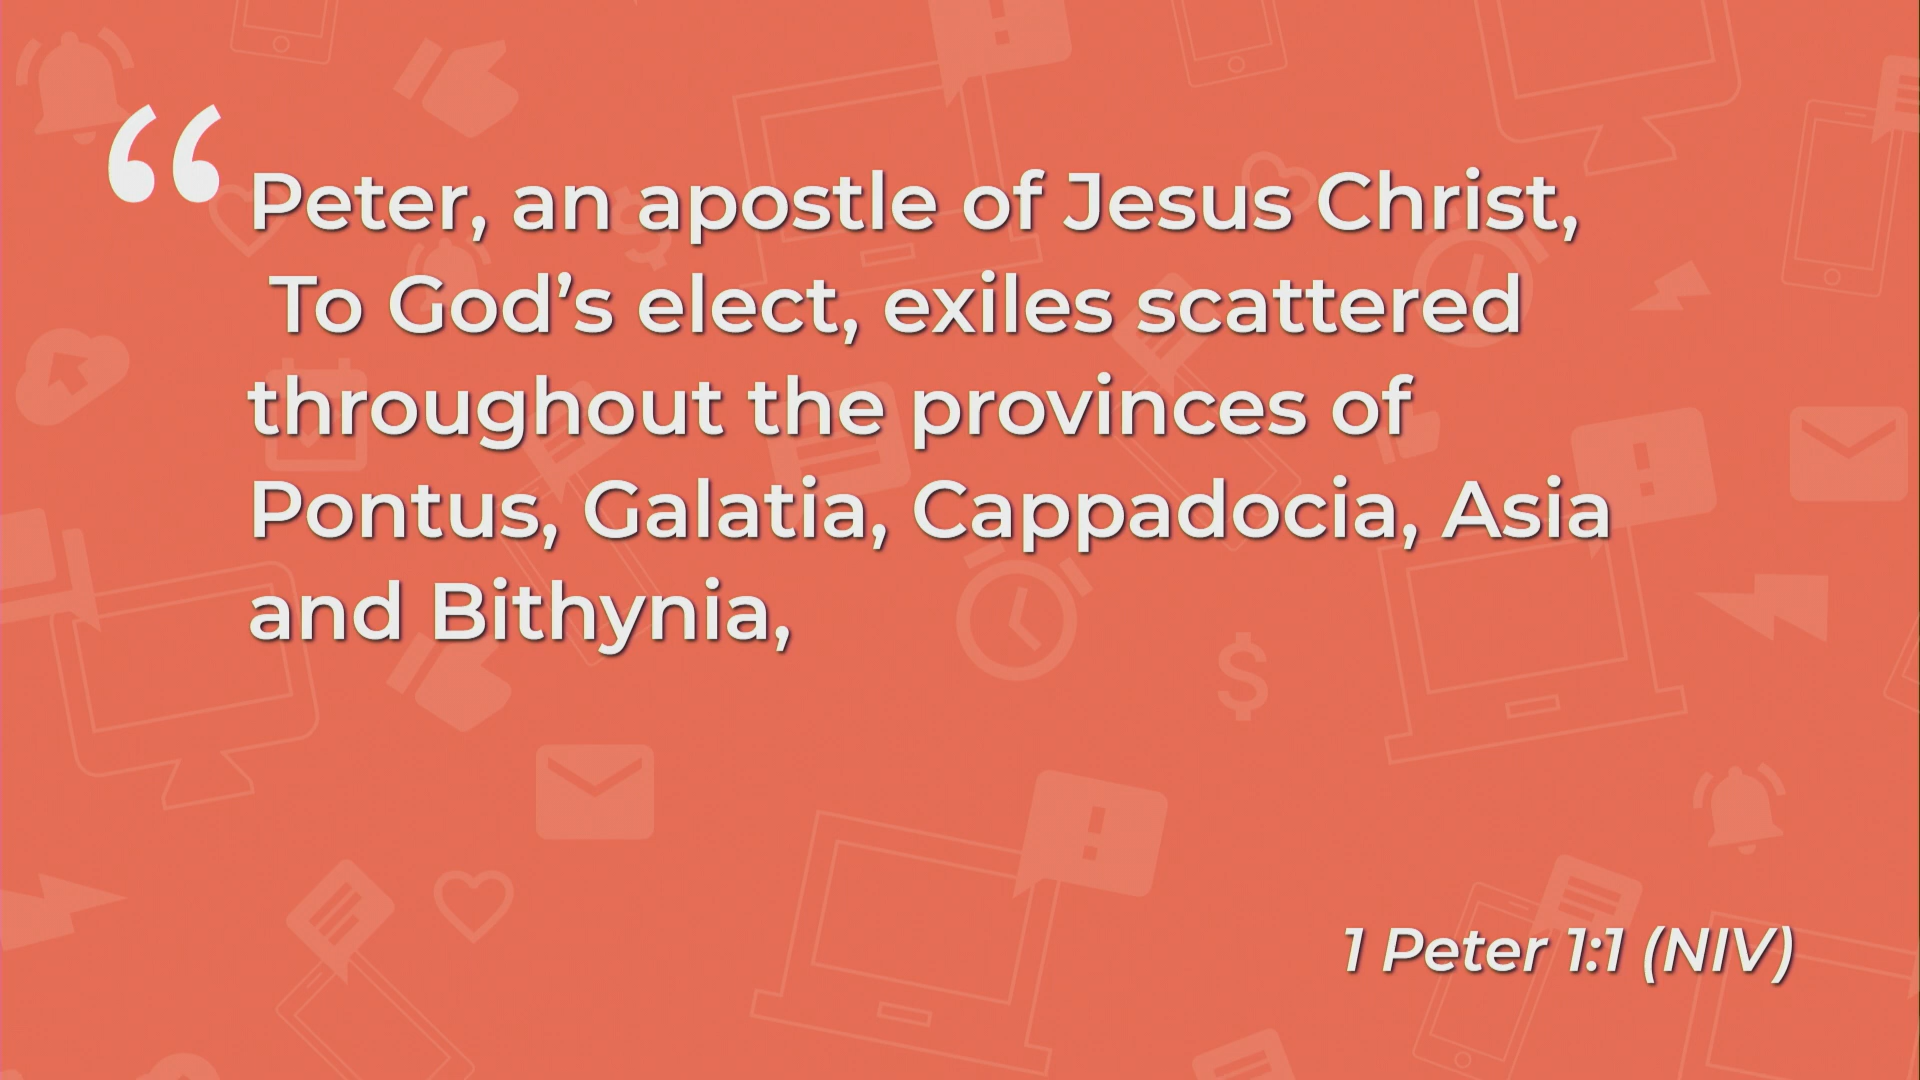 “Peter, an apostle of Jesus Christ,
To God’s elect, exiles scattered
throughout the provinces of
Pontus, Galatia, Cappadocia, Asia
and Bithynia,
1 Peter 1:1 (NIV)